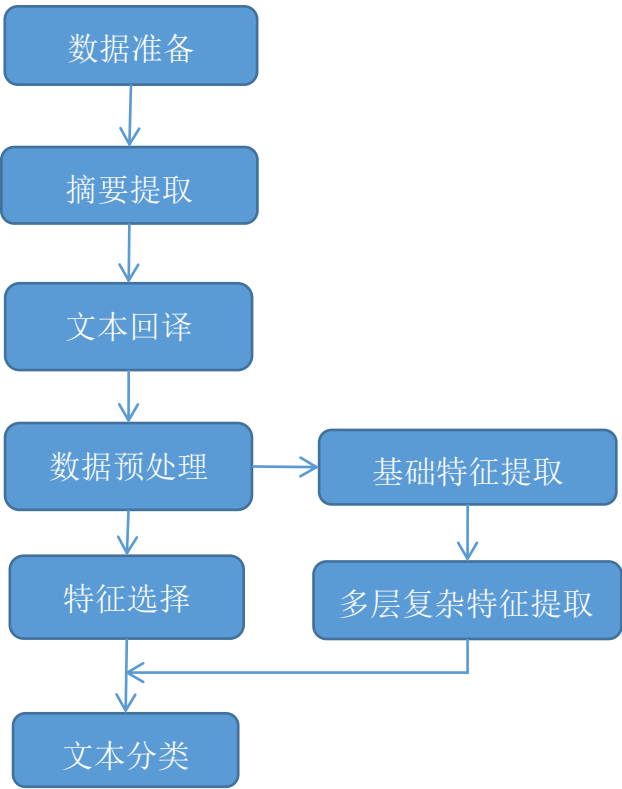 数据准备
摘要提取
文本回译
数据预处理
基础特征提取
特征选择
多层复杂特征提取
文本分类